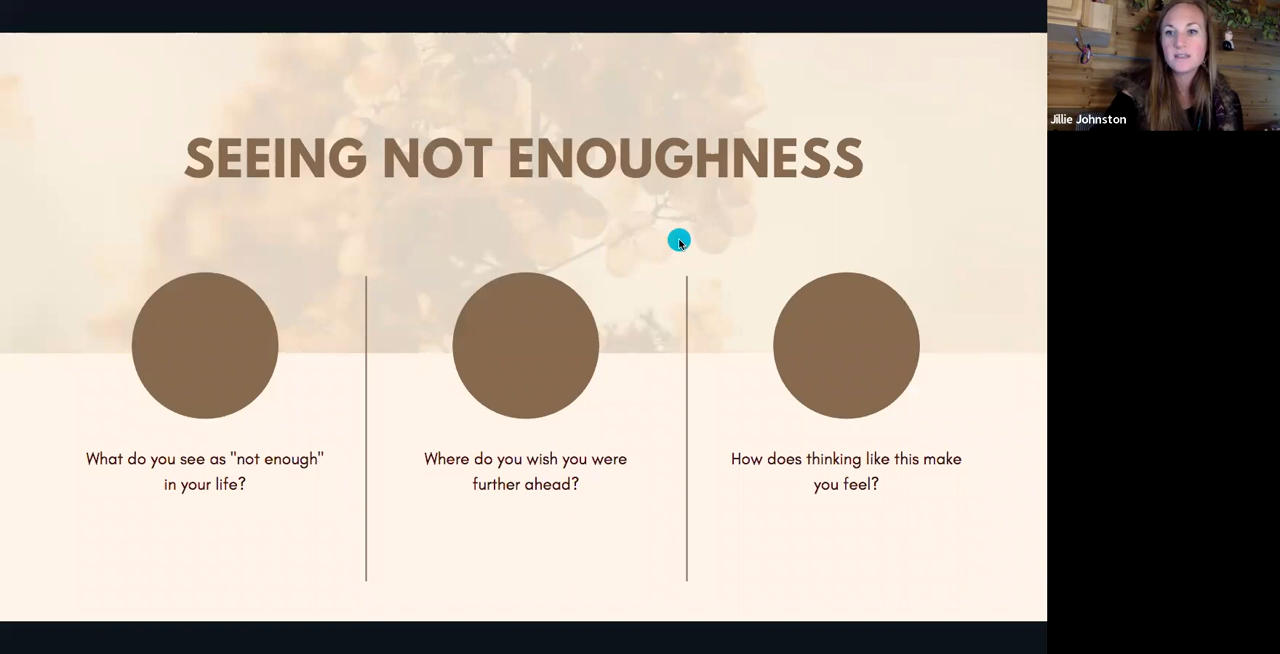 SEEING NOT ENOUGHNESS
What do you see as "not enough"
in your life?
Where do you wish you were
further ahead?
How does thinking like this make
you feel?
Jillie Johnston